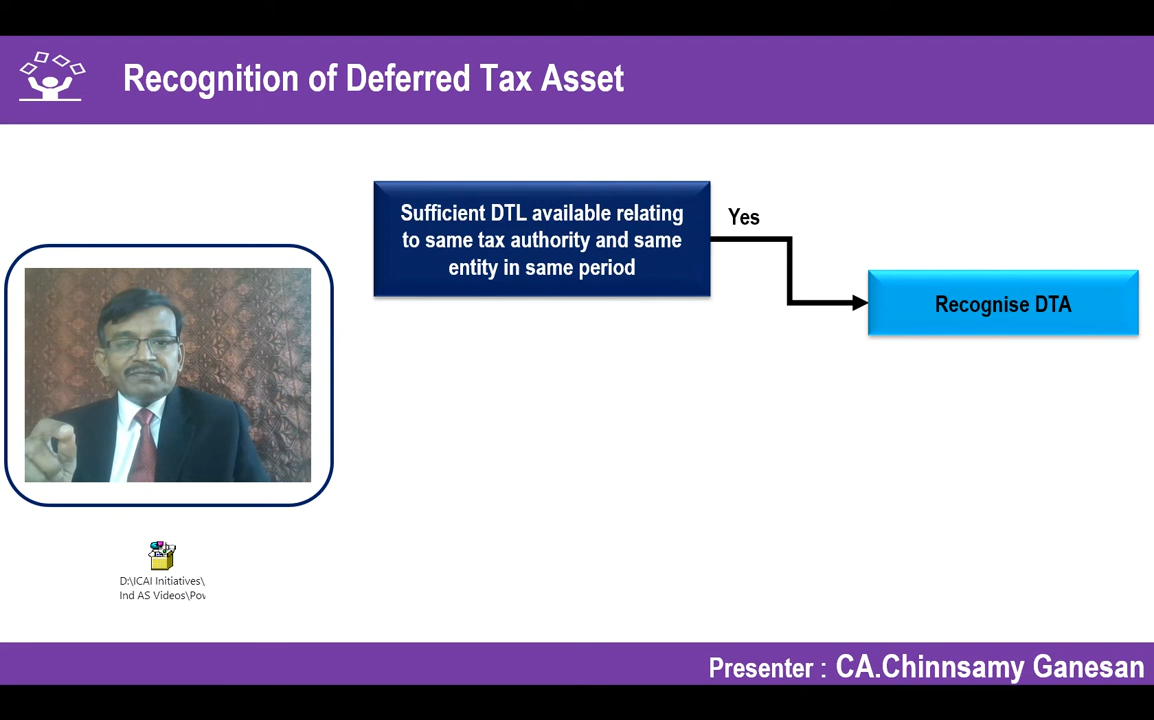 Recognition of Deferred Tax Asset
Sufficient DTL available relating
to same tax authority and same
entity in same period
Yes
Recognise DTA
D:\ICAI Initiatives\
Ind AS Videos\Pov
Presenter : CA.Chinnsamy Ganesan